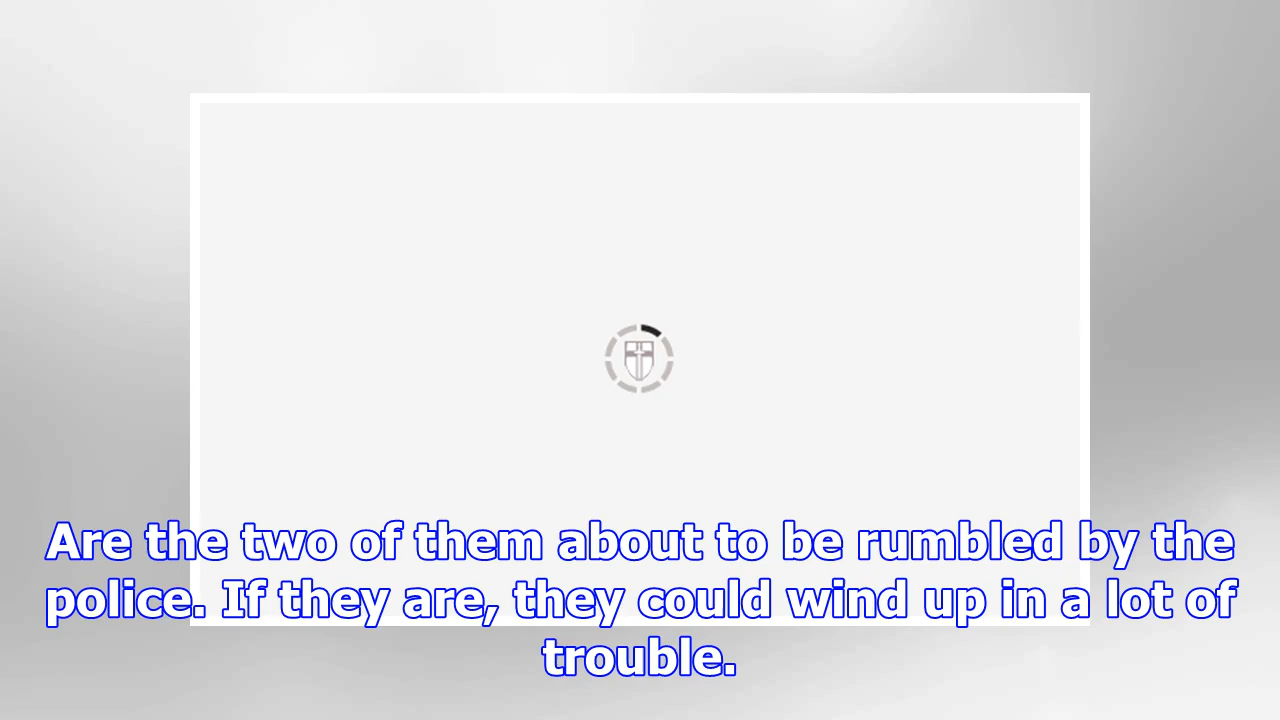 Are the two of them about to be rumbled by the
police. If they are, they could wind up in a lot of
trouble.